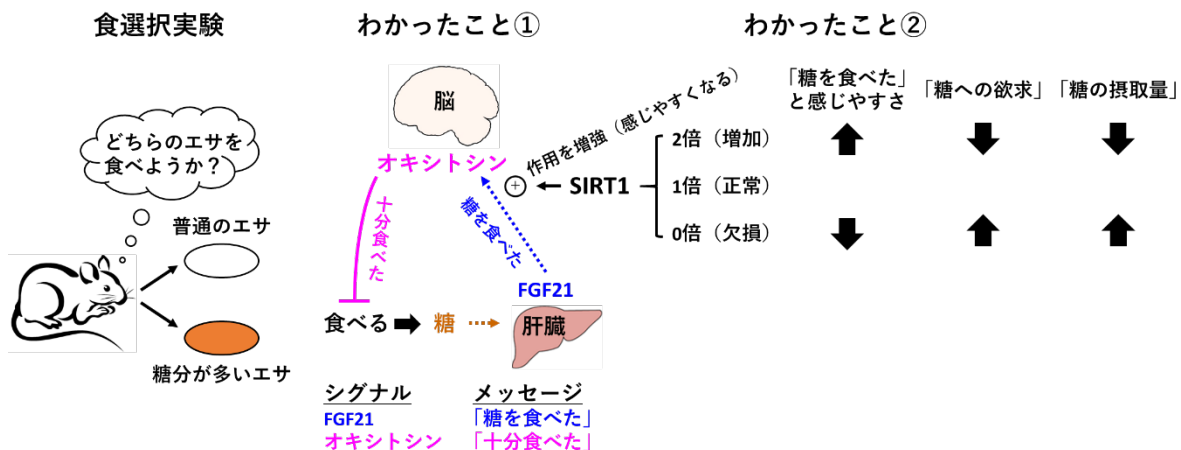 食選択実験
どちらのエサを
食べようか？
普通のエサ
糖分が多いエサ
わかったこと①
脳
オキシトシン
十分食べた
糖を食べた
FGF21
食べる
糖
肝臓
シグナル
メッセージ
FGF21
「糖を食べた」
オキシトシン
「十分食べた」
わかったこと②
作用を増強（感じやすくなる）
+
SIRT1
「糖を食べた」
と感じやすさ
「糖への欲求」
「糖の摂取量」
2倍（増加）
1倍（正常）
0倍（欠損）